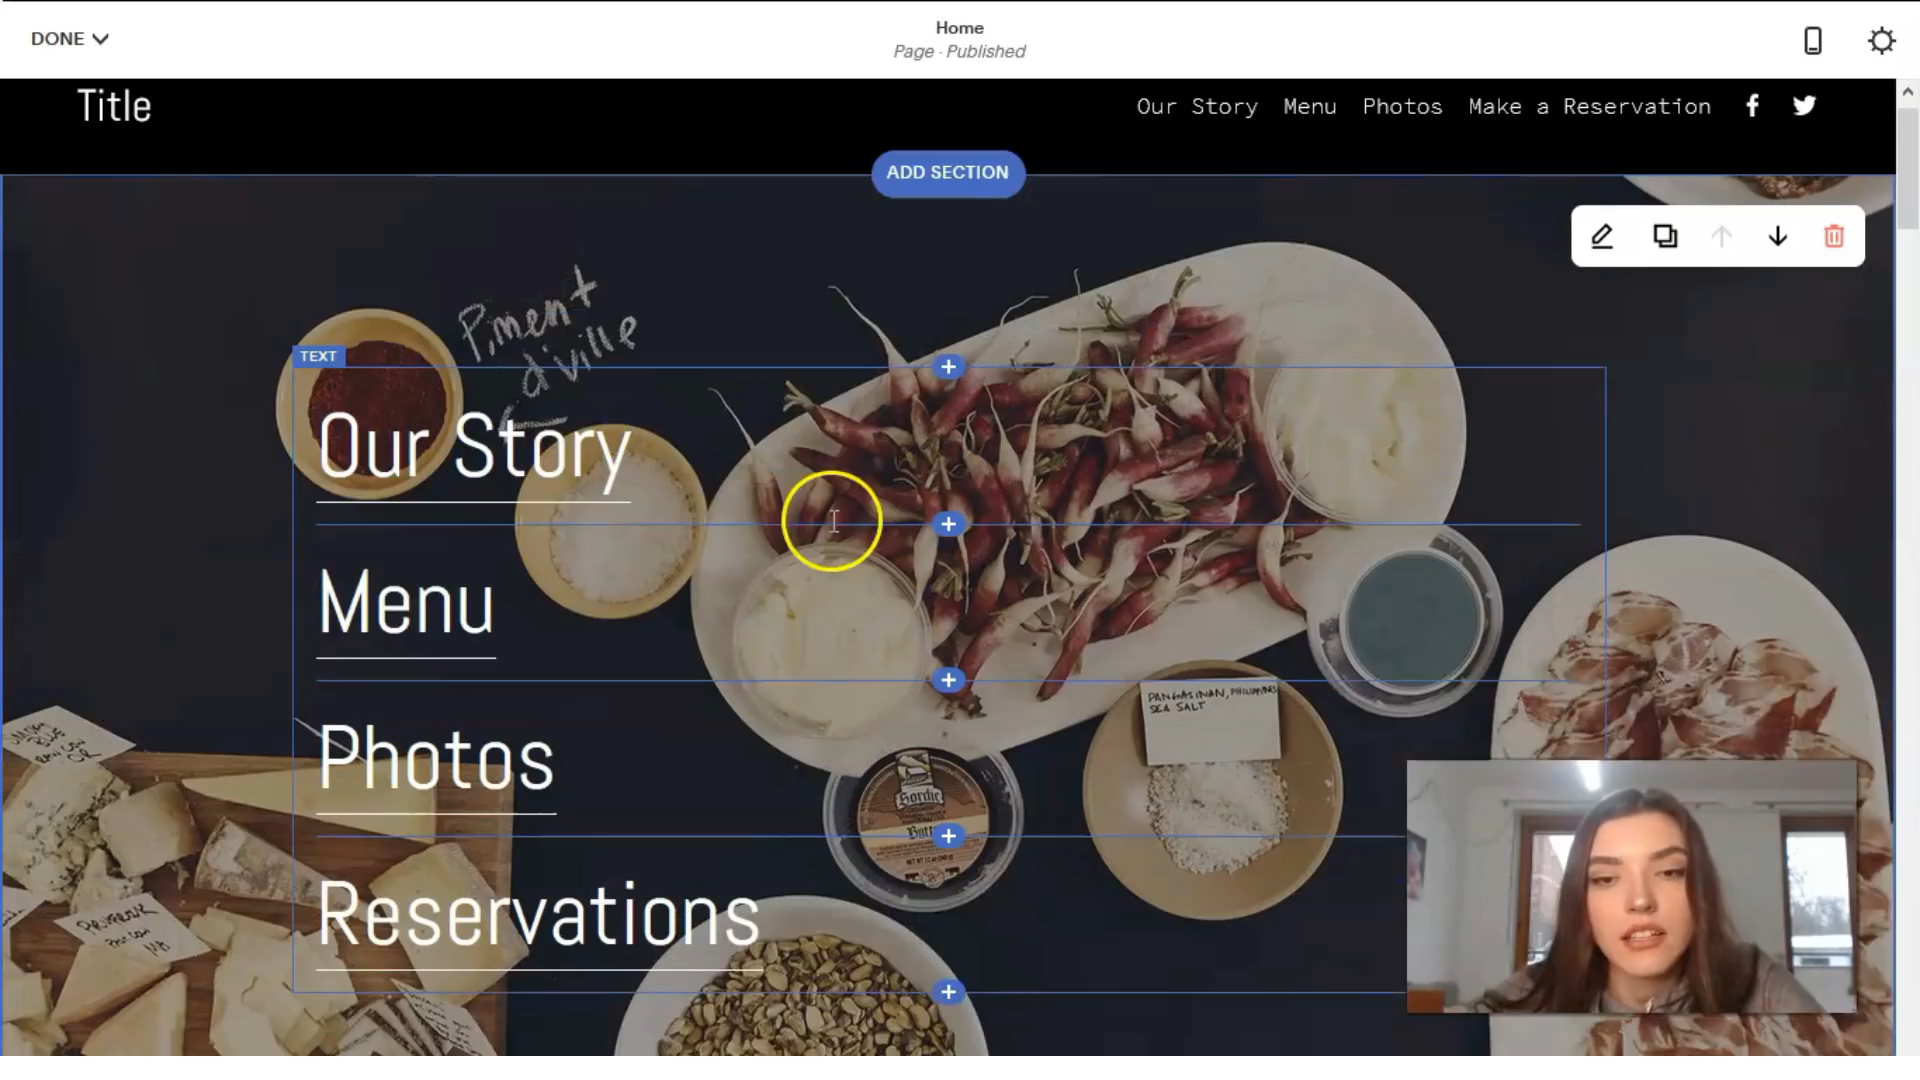 DONE
Home
Page · Published
Title
Our Story Menu Photos Make a Reservation
ADD SECTION
Piment
d'ville
TEXT
Our Story
Menu
PANGASINAN, PHILIPPINES
SEA SALT
Photos
Reservations